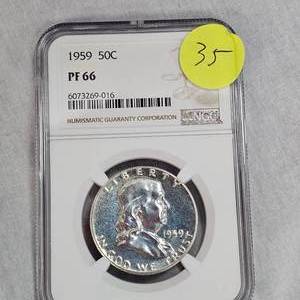 1959 50C
PF 66
6073269-016
NUMISMATIC GUARANTY CORPORATION
NGC
35
LIBERTY
1959
IN GOD WE TRUST